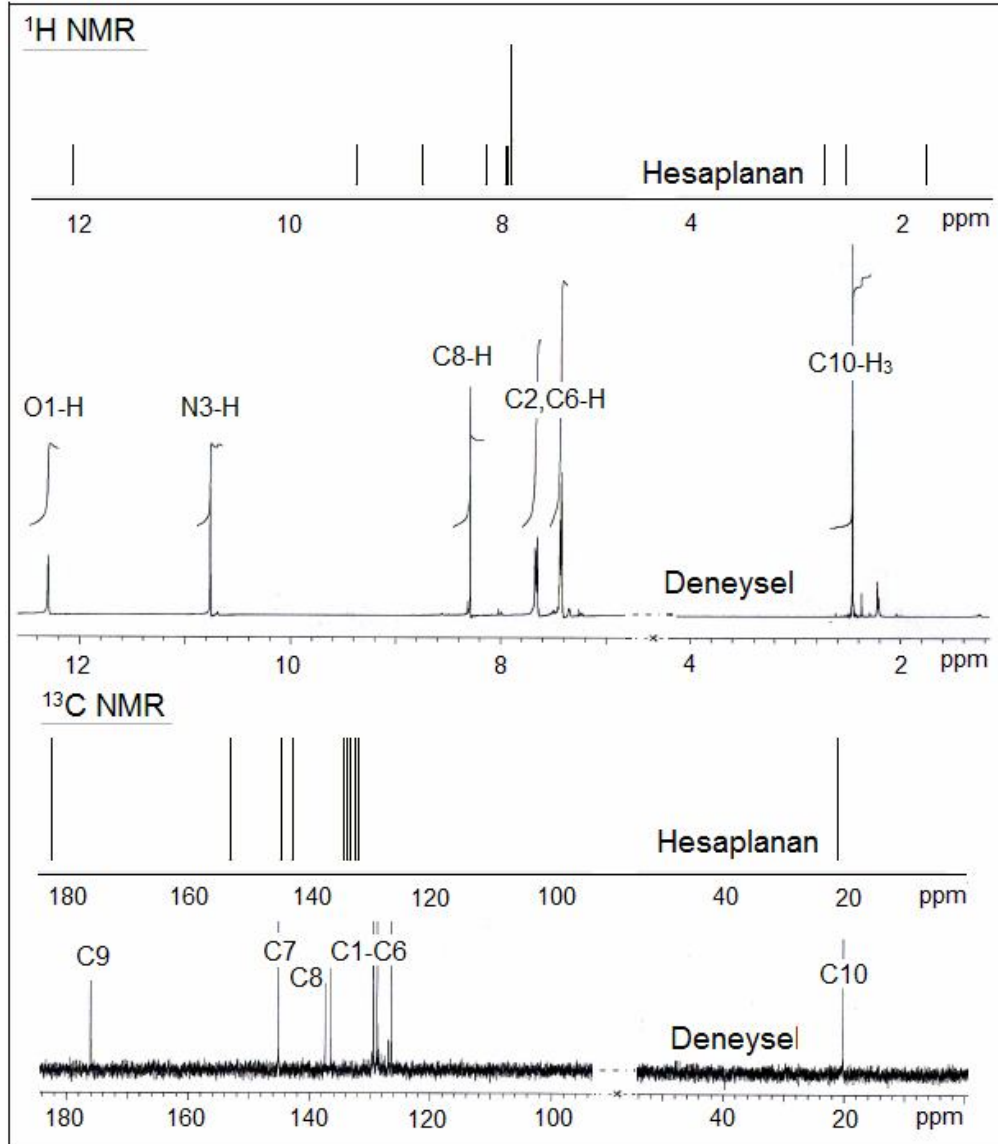 ¹H NMR
Hesaplanan
12 10 8 4 2 ppm
C8-H
C10-H₃
O1-H N3-H C2,C6-H
Deneysel
12 10 8 4 2 ppm
¹³C NMR
Hesaplanan
180 160 140 120 100 40 20 ppm
C9 C7 C1-C6
C8 C10
Deneysel
180 160 140 120 100 40 20 ppm